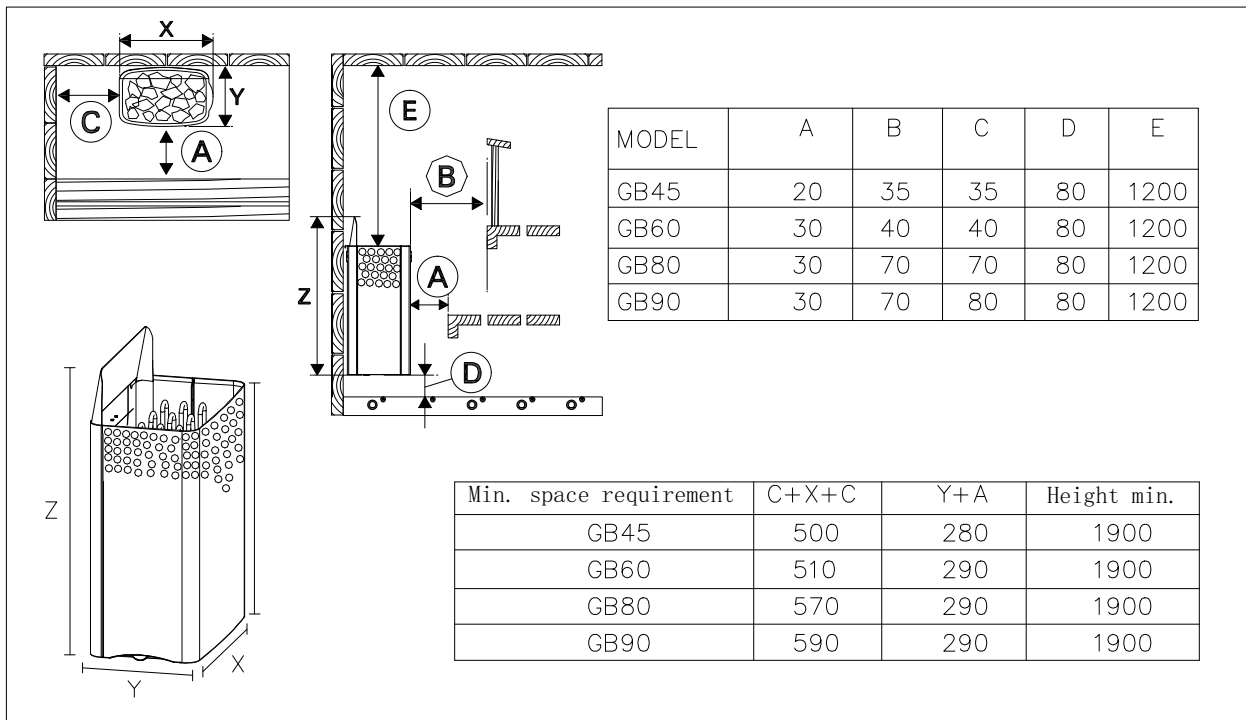 X
Y
C
A
E
B
Z
A
D
MODEL A B C D E
GB45 20 35 35 80 1200
GB60 30 40 40 80 1200
GB80 30 70 70 80 1200
GB90 30 70 80 80 1200
Z
Y
X
Min. space requirement C+X+C Y+A Height min.
GB45 500 280 1900
GB60 510 290 1900
GB80 570 290 1900
GB90 590 290 1900